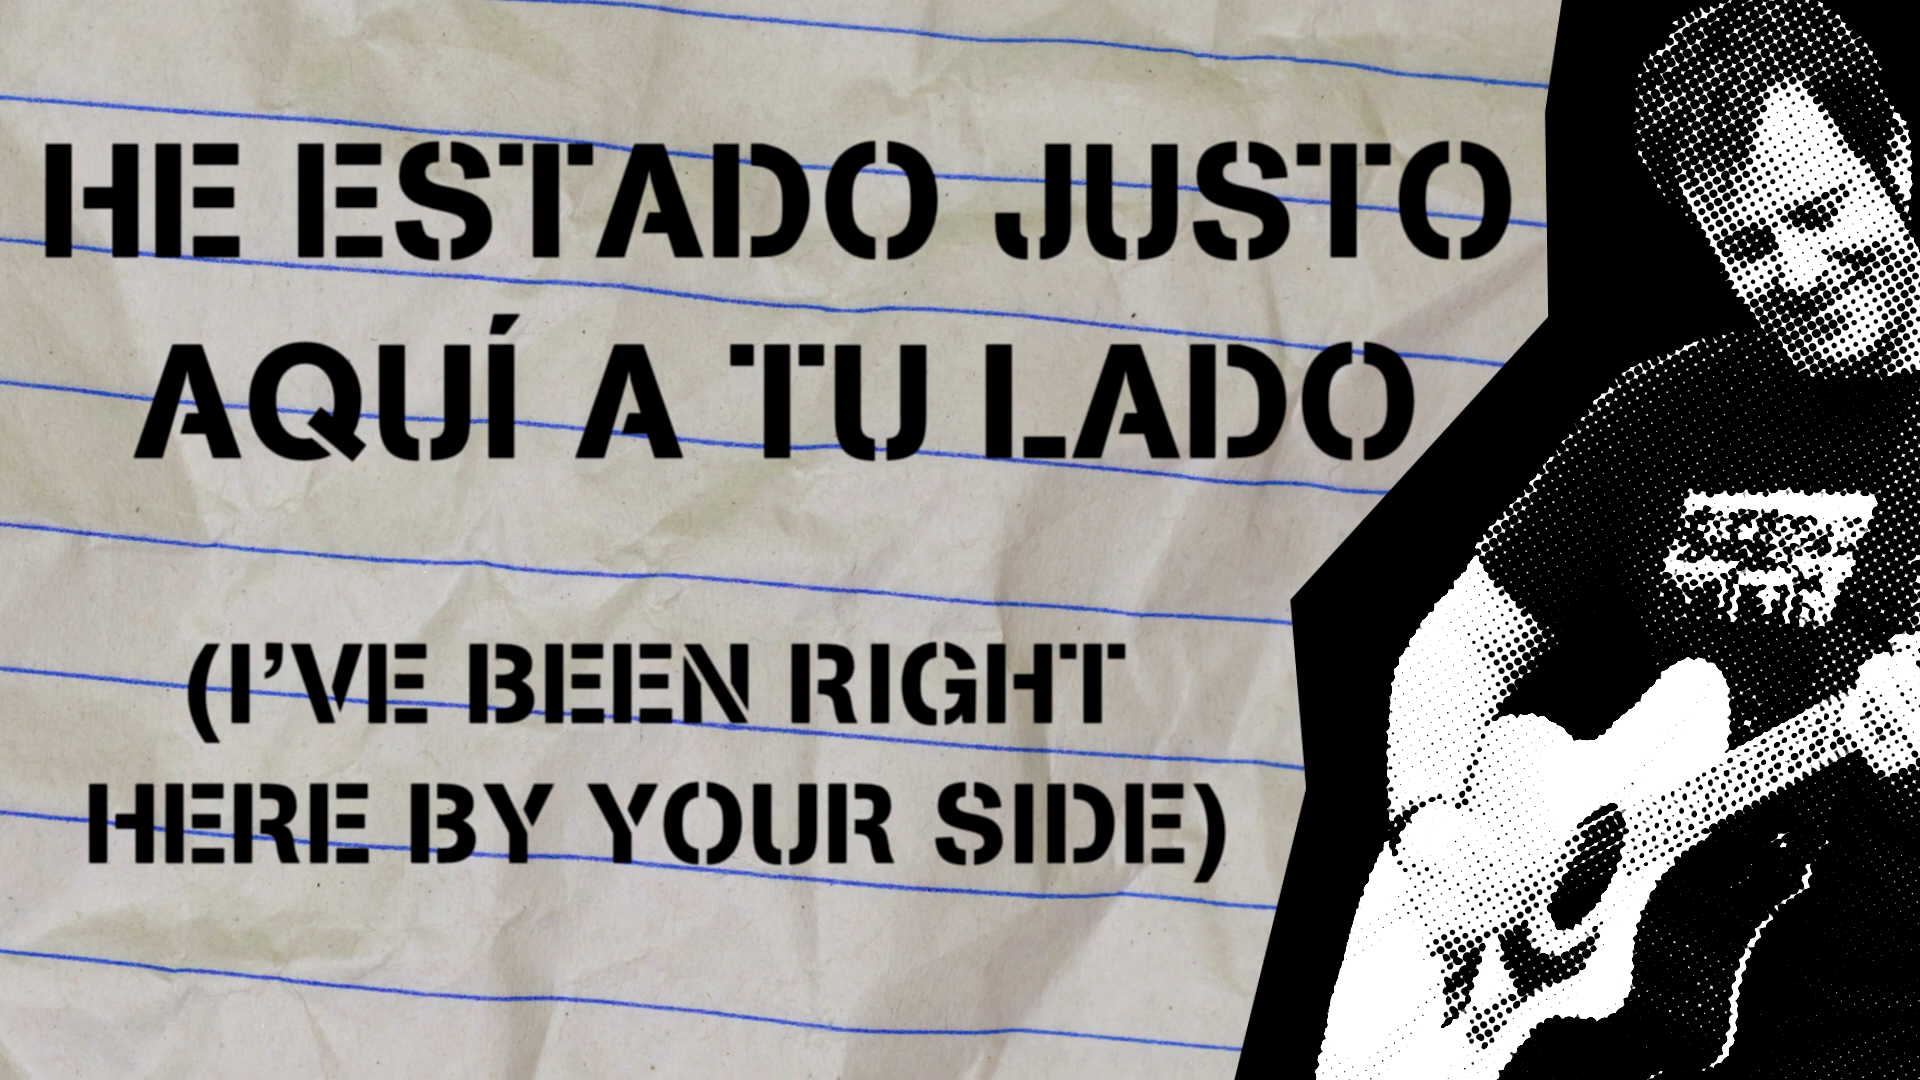 HE ESTADO JUSTO
AQUÍ A TU LADO
(I’VE BEEN RIGHT
HERE BY YOUR SIDE)